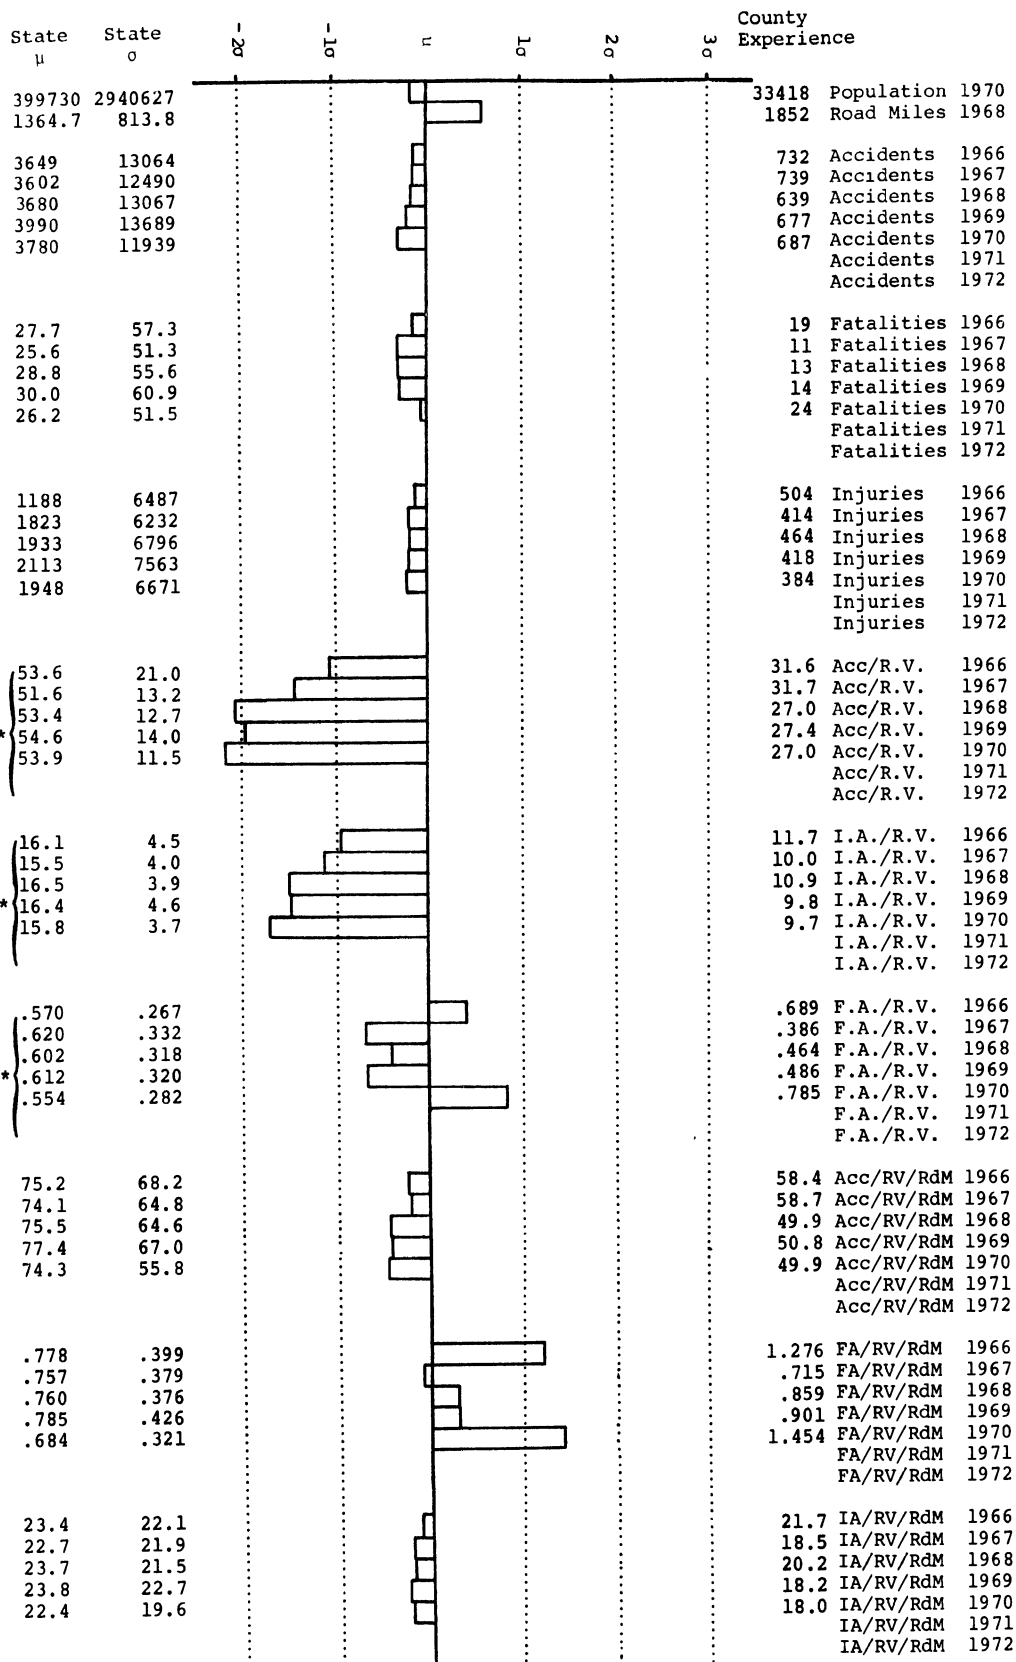 County
State State -2σ -1σ μ 1σ 2σ 3σ Experience
μ σ
399730 2940627 33418 Population 1970
1364.7 813.8 1852 Road Miles 1968
3649 13064 732 Accidents 1966
3602 12490 739 Accidents 1967
3680 13067 639 Accidents 1968
3990 13689 677 Accidents 1969
3780 11939 687 Accidents 1970
Accidents 1971
Accidents 1972
27.7 57.3 19 Fatalities 1966
25.6 51.3 11 Fatalities 1967
28.8 55.6 13 Fatalities 1968
30.0 60.9 14 Fatalities 1969
26.2 51.5 24 Fatalities 1970
Fatalities 1971
Fatalities 1972
1188 6487 504 Injuries 1966
1823 6232 414 Injuries 1967
1933 6796 464 Injuries 1968
2113 7563 418 Injuries 1969
1948 6671 384 Injuries 1970
Injuries 1971
Injuries 1972
53.6 21.0 31.6 Acc/R.V. 1966
51.6 13.2 31.7 Acc/R.V. 1967
53.4 12.7 27.0 Acc/R.V. 1968
* 54.6 14.0 27.4 Acc/R.V. 1969
53.9 11.5 27.0 Acc/R.V. 1970
Acc/R.V. 1971
Acc/R.V. 1972
16.1 4.5 11.7 I.A./R.V. 1966
15.5 4.0 10.0 I.A./R.V. 1967
16.5 3.9 10.9 I.A./R.V. 1968
* 16.4 4.6 9.8 I.A./R.V. 1969
15.8 3.7 9.7 I.A./R.V. 1970
I.A./R.V. 1971
I.A./R.V. 1972
.570 .267 .689 F.A./R.V. 1966
.620 .332 .386 F.A./R.V. 1967
.602 .318 .464 F.A./R.V. 1968
* .612 .320 .486 F.A./R.V. 1969
.554 .282 .785 F.A./R.V. 1970
F.A./R.V. 1971
F.A./R.V. 1972
75.2 68.2 58.4 Acc/RV/RdM 1966
74.1 64.8 58.7 Acc/RV/RdM 1967
75.5 64.6 49.9 Acc/RV/RdM 1968
77.4 67.0 50.8 Acc/RV/RdM 1969
74.3 55.8 49.9 Acc/RV/RdM 1970
Acc/RV/RdM 1971
Acc/RV/RdM 1972
.778 .399 1.276 FA/RV/RdM 1966
.757 .379 .715 FA/RV/RdM 1967
.760 .376 .859 FA/RV/RdM 1968
.785 .426 .901 FA/RV/RdM 1969
.684 .321 1.454 FA/RV/RdM 1970
FA/RV/RdM 1971
FA/RV/RdM 1972
23.4 22.1 21.7 IA/RV/RdM 1966
22.7 21.9 18.5 IA/RV/RdM 1967
23.7 21.5 20.2 IA/RV/RdM 1968
23.8 22.7 18.2 IA/RV/RdM 1969
22.4 19.6 18.0 IA/RV/RdM 1970
IA/RV/RdM 1971
IA/RV/RdM 1972